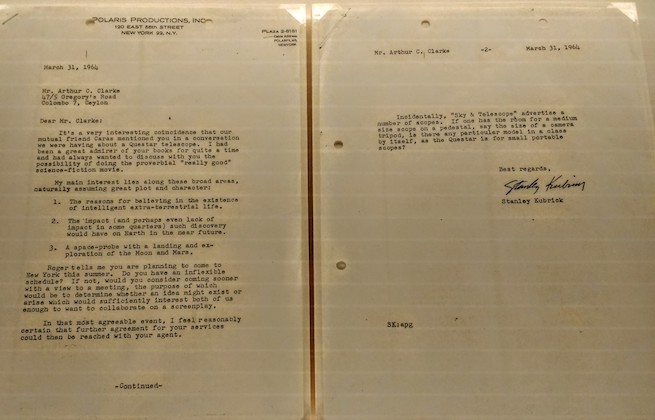 POLARIS PRODUCTIONS, INC.
120 EAST 56th STREET
NEW YORK 22, N.Y.
PLAZA 2-6161
March 31, 1964
Mr. Arthur C. Clarke
47/5 Gregory's Road
Colombo 7, Ceylon
Dear Mr. Clarke:
It's a very interesting coincidence that our
mutual friend Caras mentioned you in a conversation
we were having about a Questar telescope. I had
been a great admirer of your books for quite a time
and had always wanted to discuss with you the
possibility of doing the proverbial "really good"
science-fiction movie.
My main interest lies along these broad areas,
naturally assuming great plot and character:
1. The reasons for believing in the existence
of intelligent extra-terrestrial life.
2. The impact (and perhaps even lack of
impact in some quarters) such discovery
would have on Earth in the near future.
3. A space-probe with a landing and ex-
ploration of the Moon and Mars.
Roger tells me you are planning to come to
New York this summer. Do you have an inflexible
schedule? If not, would you consider coming sooner
with a view to a meeting, the purpose of which
would be to determine whether an idea might exist or
arise which would sufficiently interest both of us
enough to want to collaborate on a screenplay.
In that most agreeable event, I feel reasonably
certain that further agreement for your services
could then be reached with your agent.
-Continued-
Mr. Arthur C. Clarke -2- March 31, 1964
Incidentally, "Sky & Telescope" advertise a
number of scopes. If one has the room for a medium
size scope on a pedestal, say the size of a camera
tripod, is there any particular model in a class
by itself, as the Questar is for small portable
scopes?
Best regards,
Stanley Kubrick
Stanley Kubrick
SK:apg